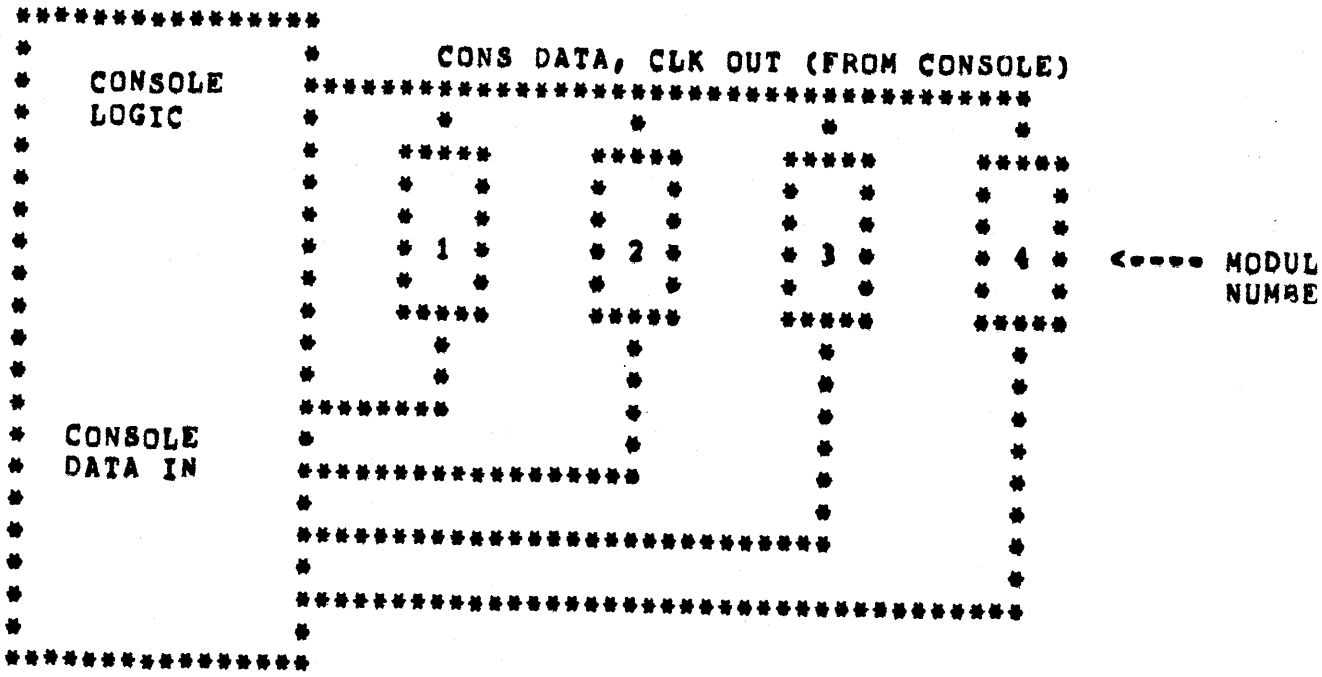 CONS DATA, CLK OUT (FROM CONSOLE)
CONSOLE
LOGIC
1 2 3 4 <---- MODUL
NUMBE
CONSOLE
DATA IN